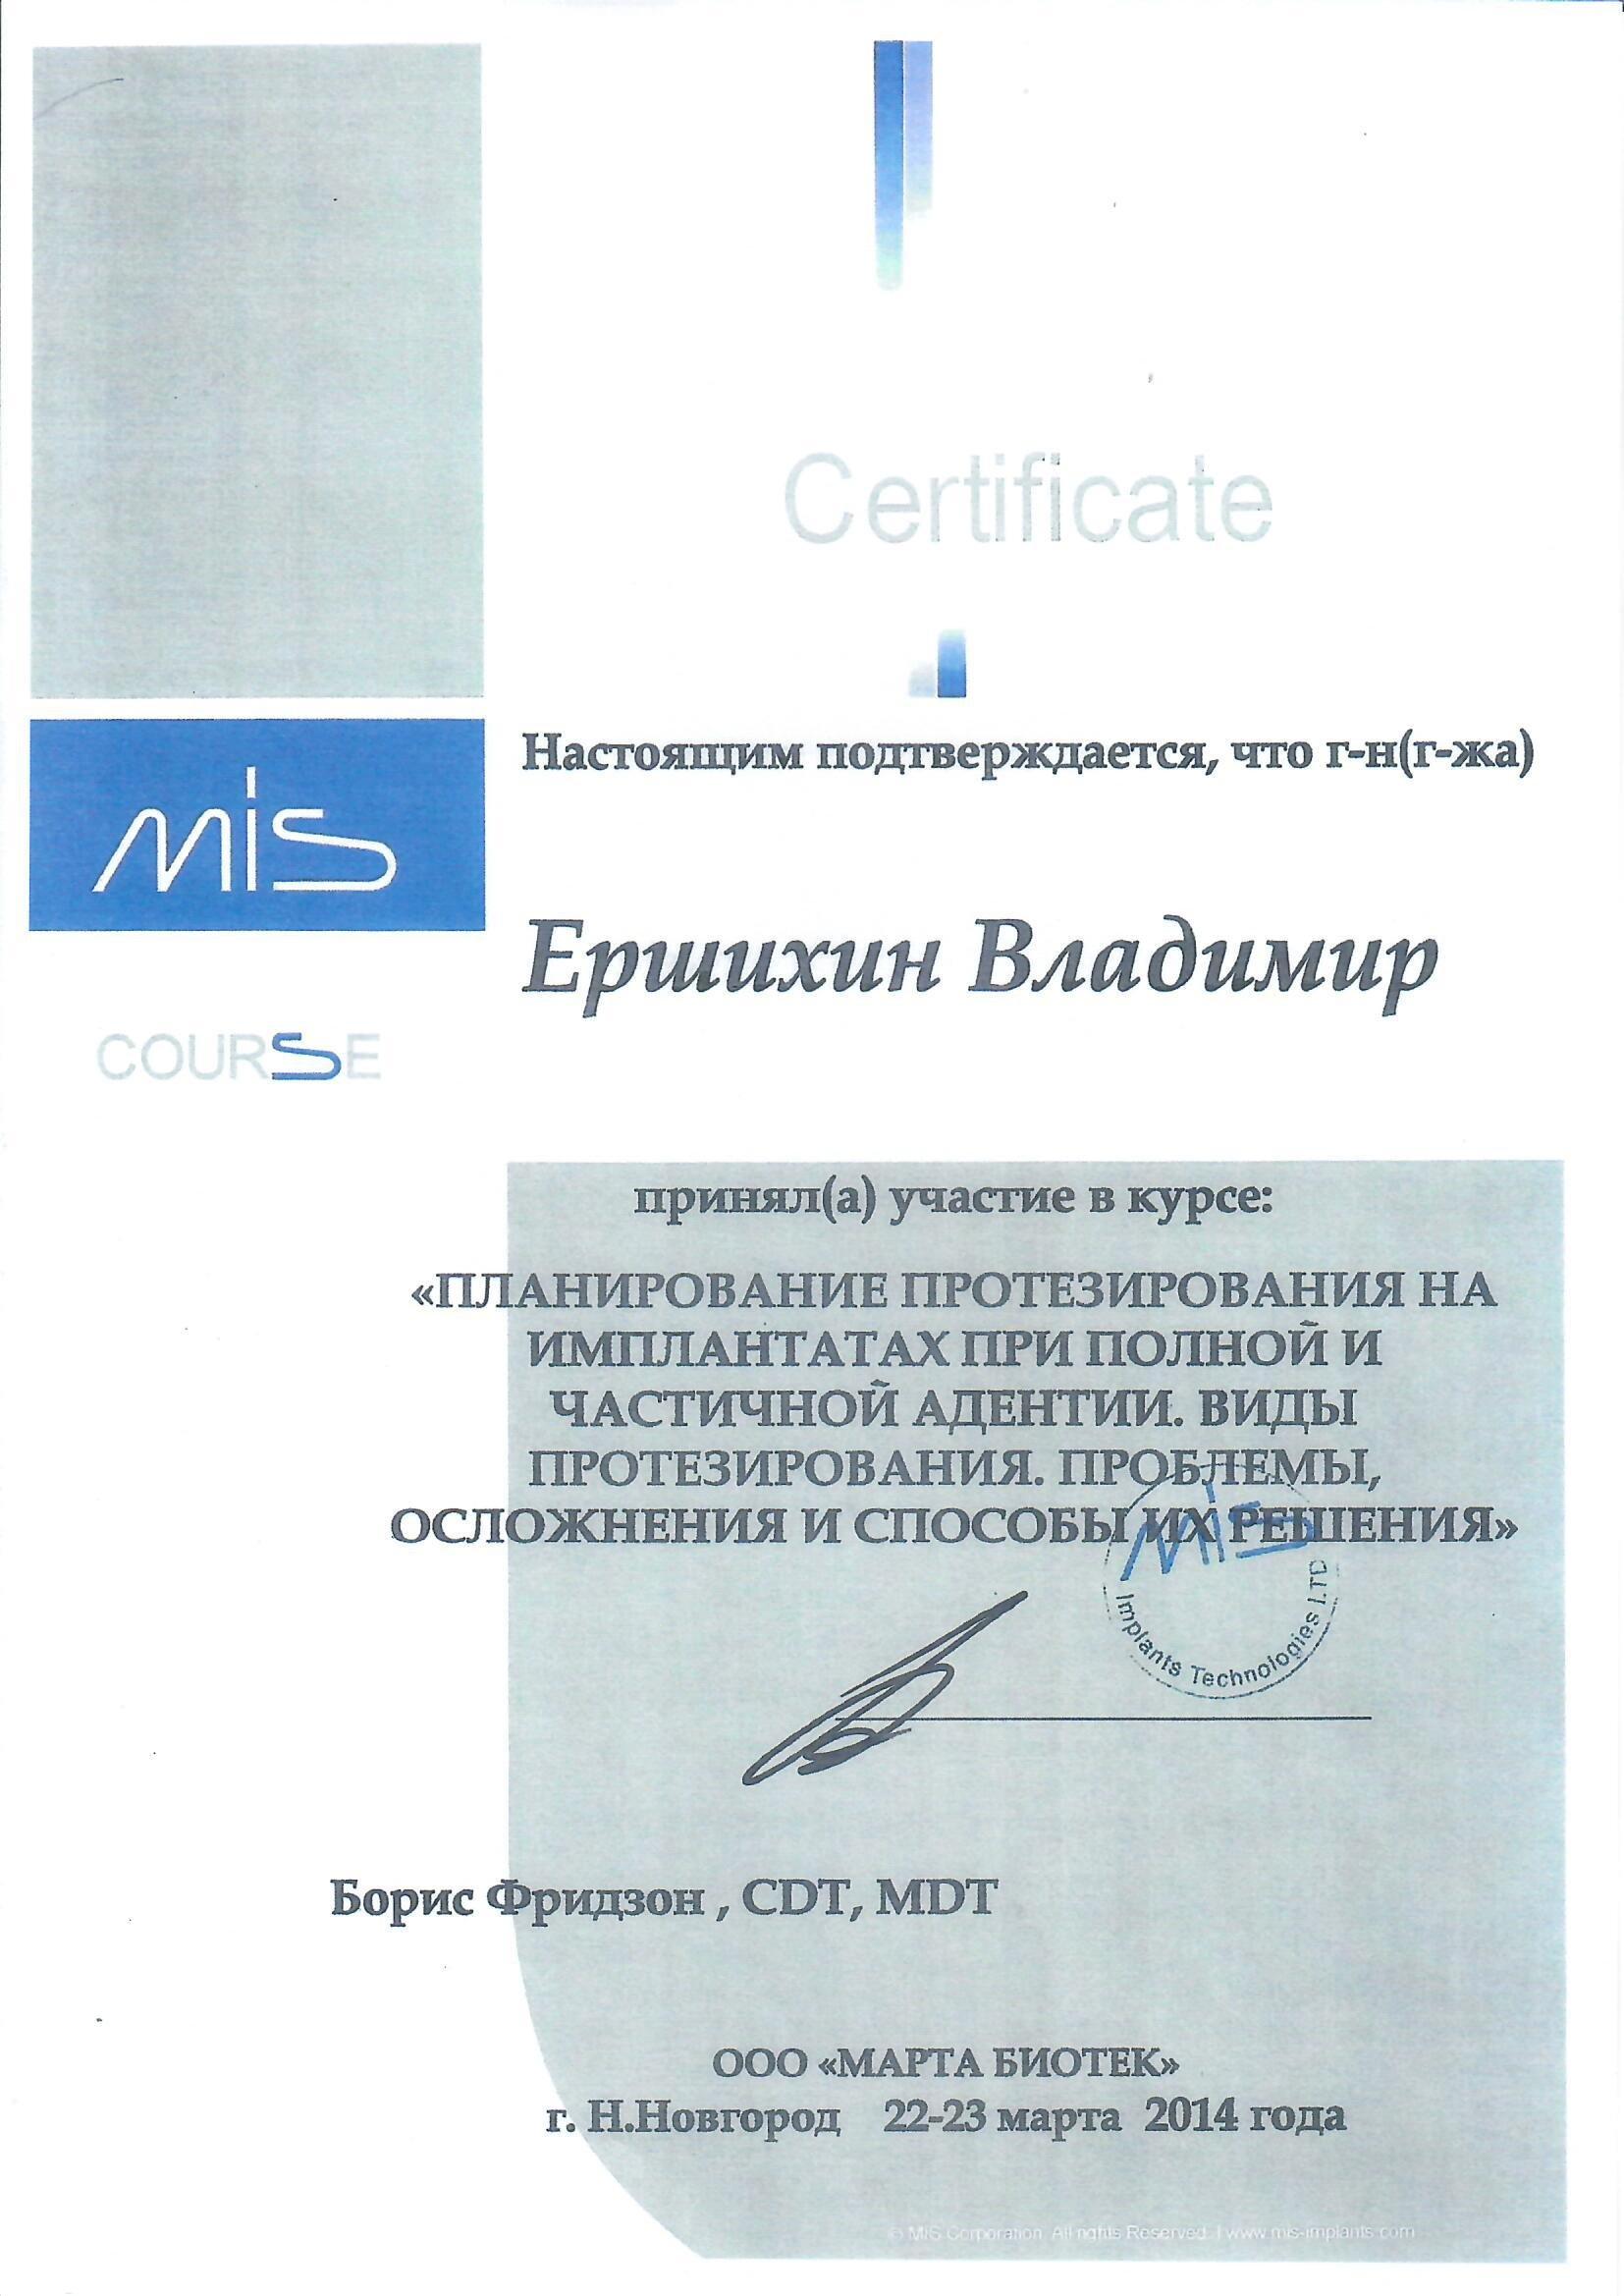 Certificate
Настоящим подтверждается, что г-н(г-жа)
mis
Ершихин Владимир
COURSE
принял(а) участие в курсе:
«ПЛАНИРОВАНИЕ ПРОТЕЗИРОВАНИЯ НА
ИМПЛАНТАТАХ ПРИ ПОЛНОЙ И
ЧАСТИЧНОЙ АДЕНТИИ. ВИДЫ
ПРОТЕЗИРОВАНИЯ. ПРОБЛЕМЫ,
ОСЛОЖНЕНИЯ И СПОСОБЫ ИХ РЕШЕНИЯ»
mis
Implants Technologies LTD
Борис Фридзон , CDT, MDT
ООО «МАРТА БИОТЕК»
г. Н.Новгород 22-23 марта 2014 года
© MIS Corporation. All rights Reserved. | www.mis-implants.com